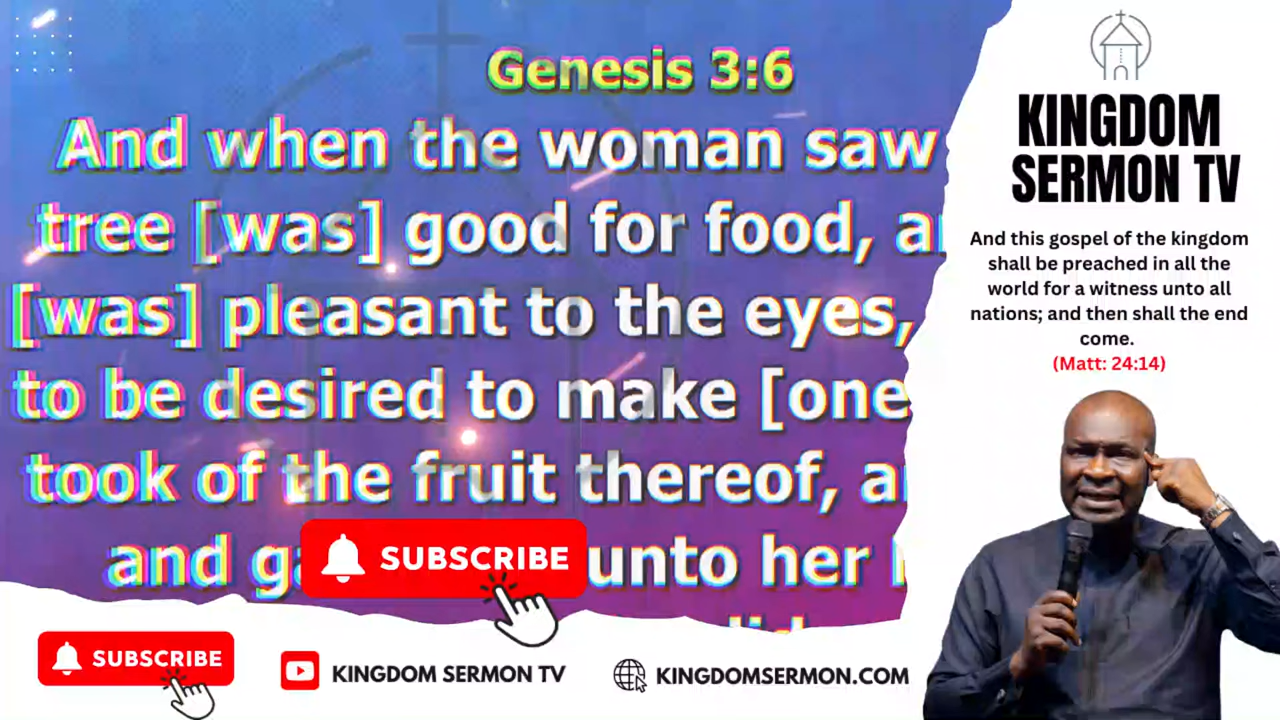 Genesis 3:6
And when the woman saw
tree [was] good for food,
[was] pleasant to the eyes,
to be desired to make [one
took of the fruit thereof,
and unto her
SUBSCRIBE
SUBSCRIBE
KINGDOM SERMON TV
KINGDOMSERMON.COM
KINGDOM
SERMON TV
And this gospel of the kingdom
shall be preached in all the
world for a witness unto all
nations; and then shall the end
come.
(Matt: 24:14)